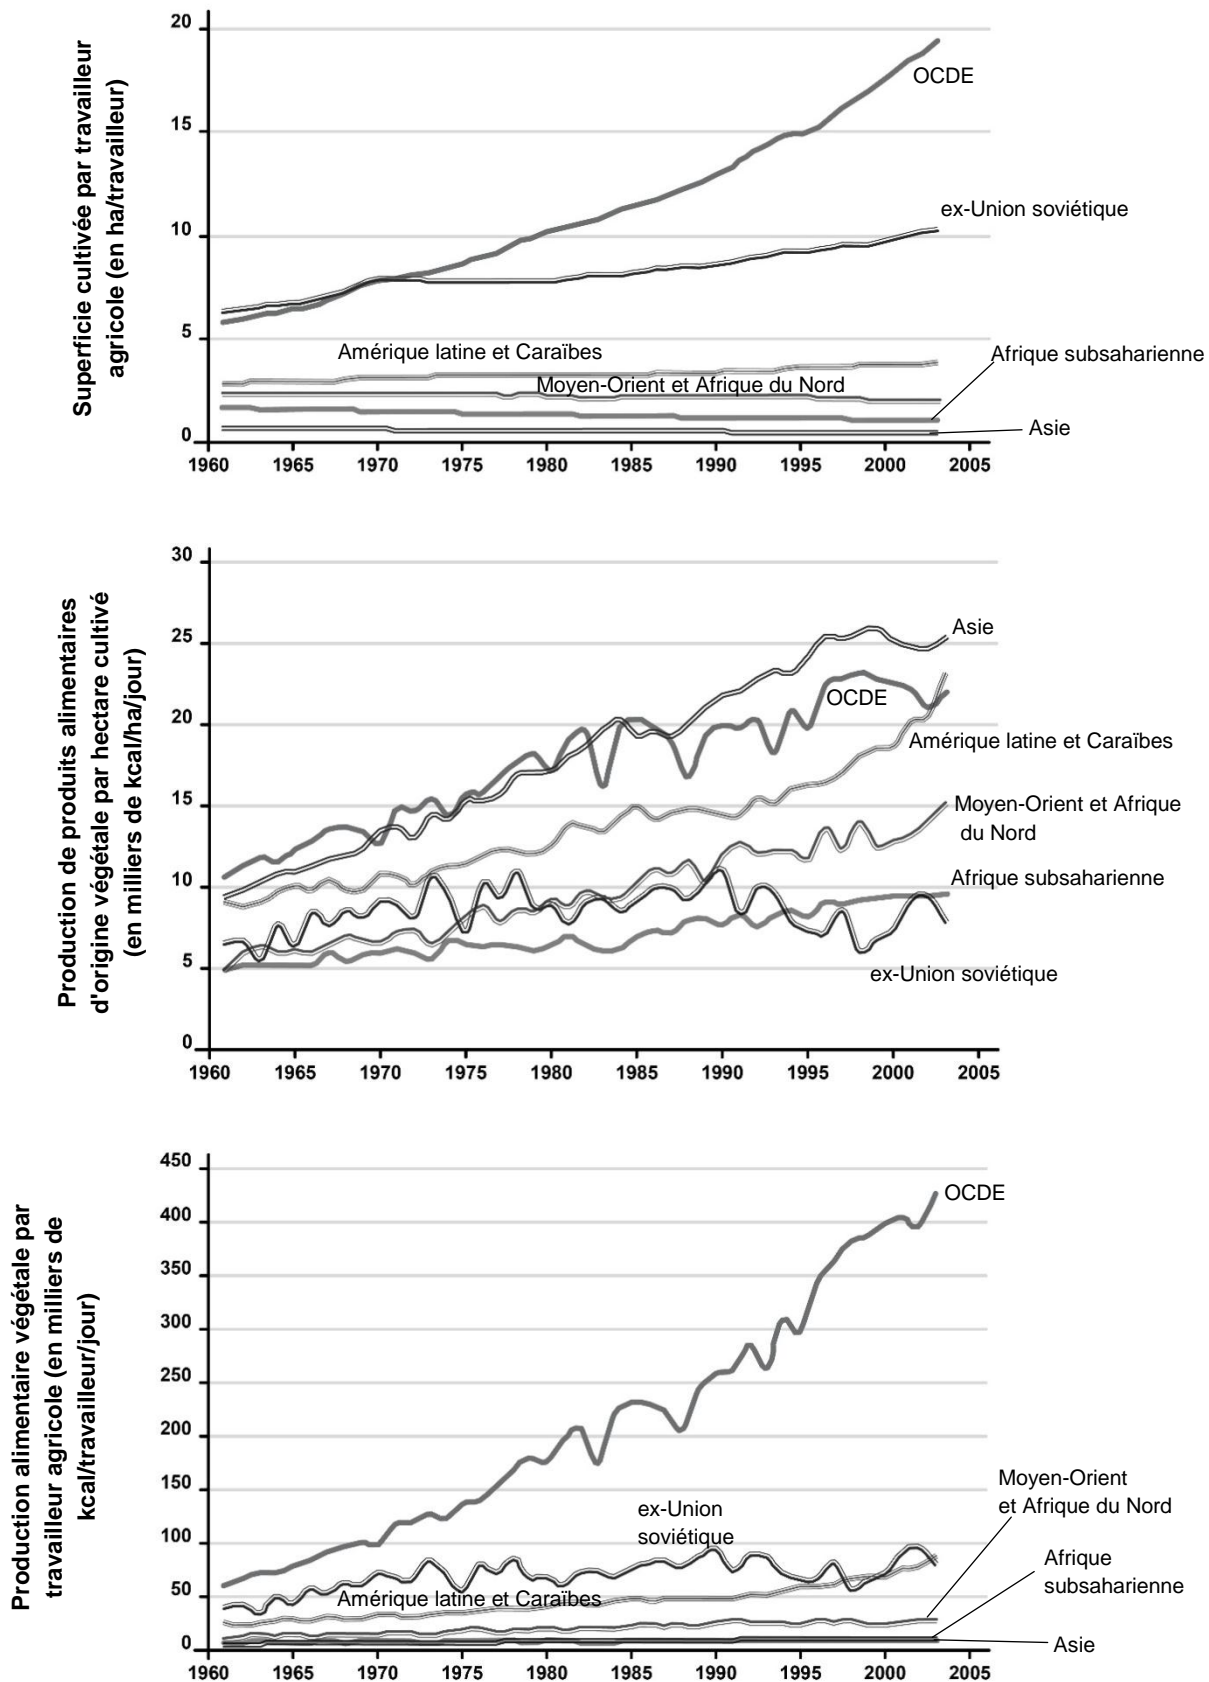 Superficie cultivée par travailleur
agricole (en ha/travailleur)
20
15
10
5
0
OCDE
ex-Union soviétique
Amérique latine et Caraïbes
Afrique subsaharienne
Moyen-Orient et Afrique du Nord
Asie
1960 1965 1970 1975 1980 1985 1990 1995 2000 2005
Production de produits alimentaires
d'origine végétale par hectare cultivé
(en milliers de kcal/ha/jour)
30
25
20
15
10
5
0
Asie
OCDE
Amérique latine et Caraïbes
Moyen-Orient et Afrique
du Nord
Afrique subsaharienne
ex-Union soviétique
1960 1965 1970 1975 1980 1985 1990 1995 2000 2005
Production alimentaire végétale par
travailleur agricole (en milliers de
kcal/travailleur/jour)
450
400
350
300
250
200
150
100
50
0
OCDE
Moyen-Orient
et Afrique du Nord
ex-Union
soviétique
Afrique
subsaharienne
Amérique latine et Caraïbes
Asie
1960 1965 1970 1975 1980 1985 1990 1995 2000 2005